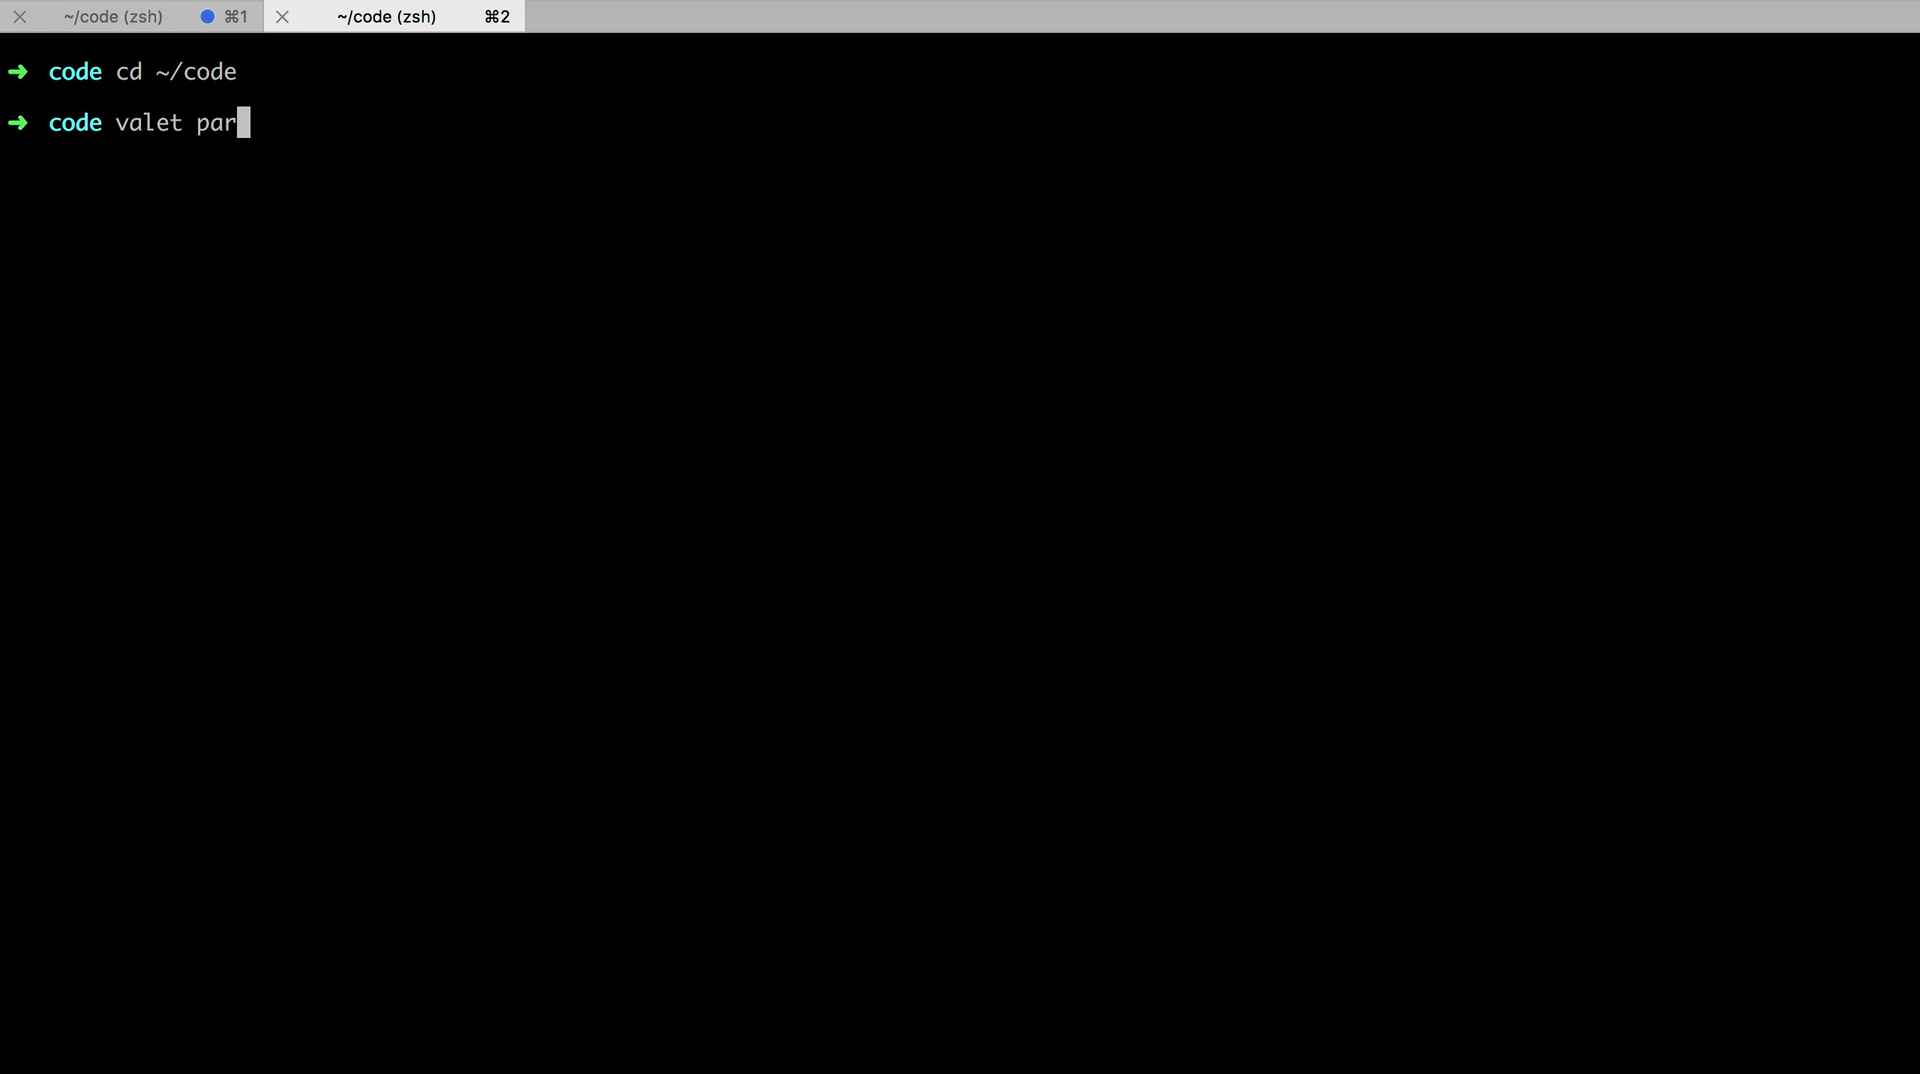 ~/code (zsh) ⌘1 ~/code (zsh) ⌘2
➜ code cd ~/code
➜ code valet par